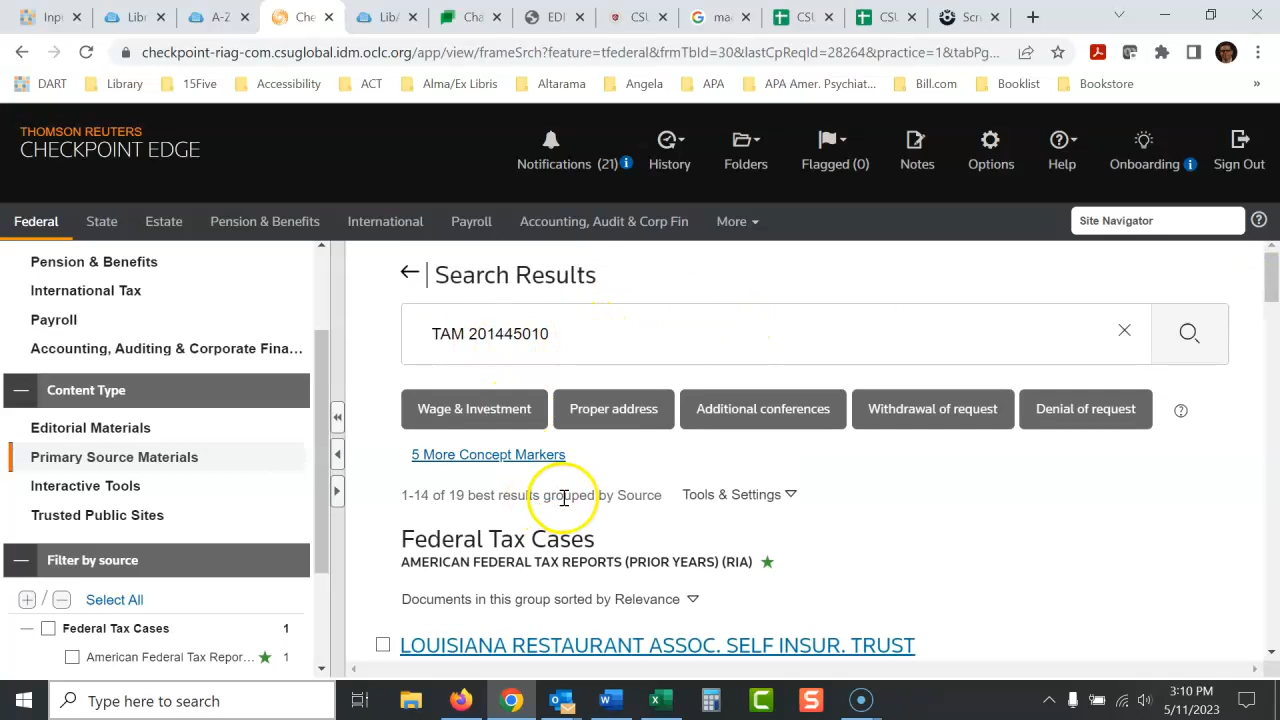 Input
Libr
A-Z
Che
Lib/
Cha
EDI
CSL
mac
CSL
CSL
Scr
checkpoint-riag-com.csuglobal.idm.oclc.org/app/view/frameSrch?feature=tfederal&frmTbId=30&lastCpReqId=28264&practice=1&tabPg...
DART
Library
15Five
Accessibility
ACT
Alma/Ex Libris
Altarama
Angela
APA
APA Amer. Psychiat...
Bill.com
Booklist
Bookstore
»
THOMSON REUTERS
CHECKPOINT EDGE
Notifications (21)
History
Folders
Flagged (0)
Notes
Options
Help
Onboarding
Sign Out
Federal
State
Estate
Pension & Benefits
International
Payroll
Accounting, Audit & Corp Fin
More
Site Navigator
Pension & Benefits
International Tax
Payroll
Accounting, Auditing & Corporate Fina...
Content Type
Editorial Materials
Primary Source Materials
Interactive Tools
Trusted Public Sites
Filter by source
Select All
Federal Tax Cases 1
American Federal Tax Repor... 1
Search Results
TAM 201445010
Wage & Investment
Proper address
Additional conferences
Withdrawal of request
Denial of request
5 More Concept Markers
1-14 of 19 best results grouped by Source
Tools & Settings
Federal Tax Cases
AMERICAN FEDERAL TAX REPORTS (PRIOR YEARS) (RIA)
Documents in this group sorted by Relevance
LOUISIANA RESTAURANT ASSOC. SELF INSUR. TRUST
Type here to search
3:10 PM
5/11/2023